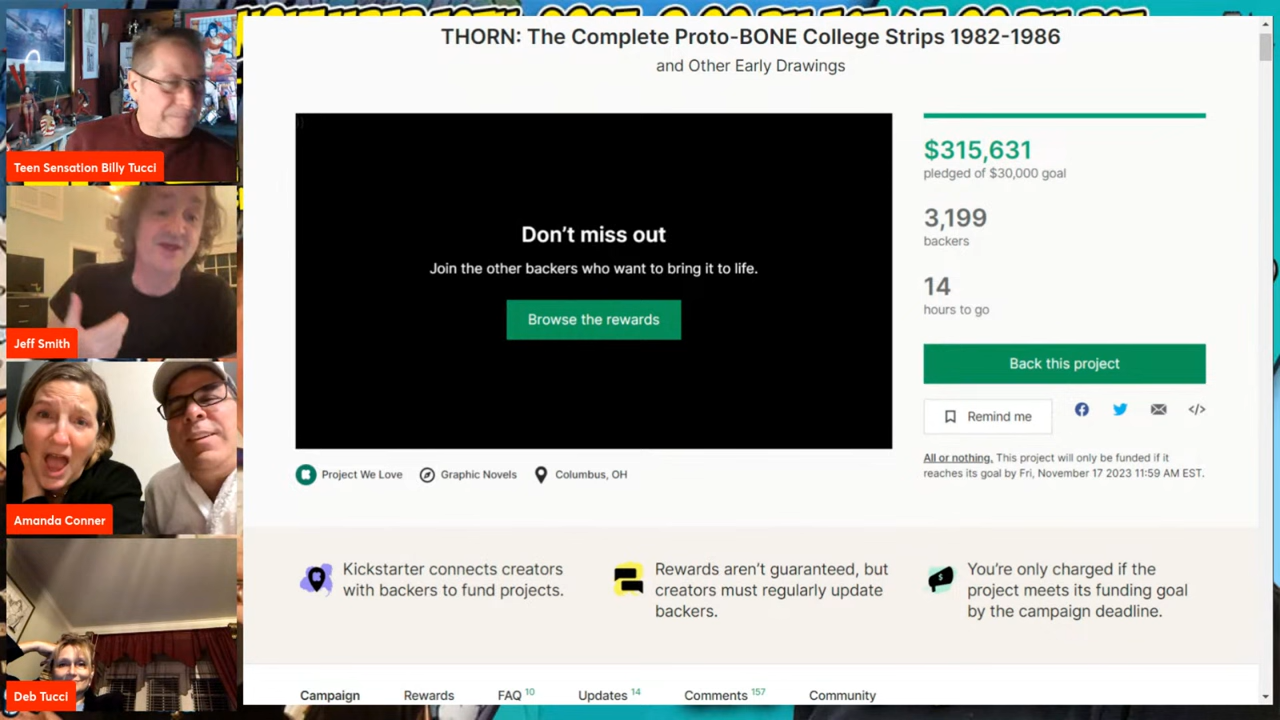 THORN: The Complete Proto-BONE College Strips 1982-1986
and Other Early Drawings
Teen Sensation Billy Tucci
Jeff Smith
Amanda Conner
Deb Tucci
Don't miss out
Join the other backers who want to bring it to life.
Browse the rewards
$315,631
pledged of $30,000 goal
3,199
backers
14
hours to go
Back this project
Remind me
All or nothing. This project will only be funded if it
reaches its goal by Fri, November 17 2023 11:59 AM EST.
Project We Love
Graphic Novels
Columbus, OH
Kickstarter connects creators
with backers to fund projects.
Rewards aren't guaranteed, but
creators must regularly update
backers.
You're only charged if the
project meets its funding goal
by the campaign deadline.
Campaign
Rewards
FAQ 10
Updates 14
Comments 157
Community